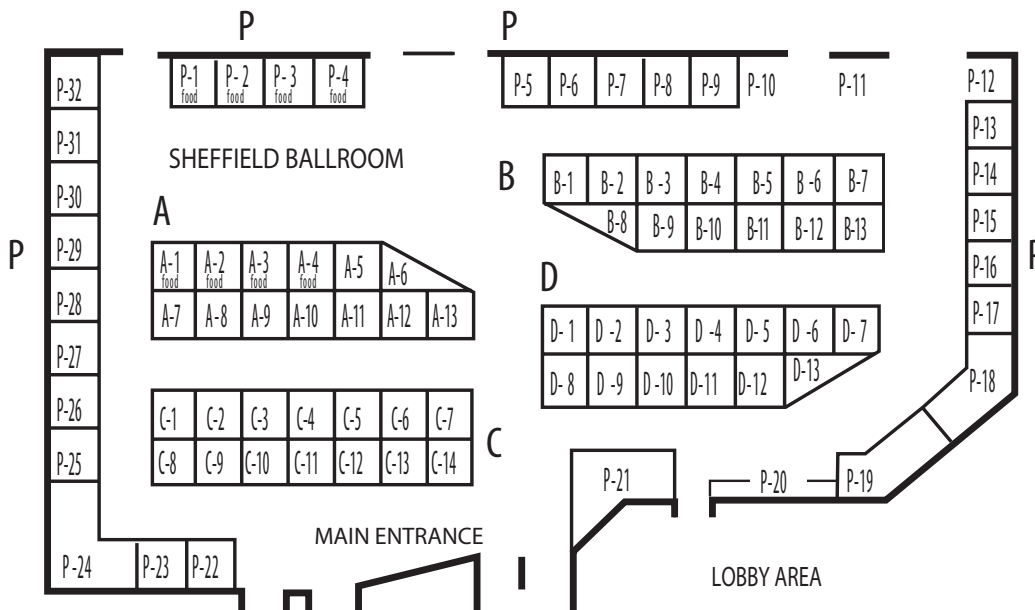 P P
P-1 P- 2 P- 3 P-4 P-5 P-6 P-7 P-8 P-9 P-10 P-11 P-12
food food food food
P-32
P-13
P-31
SHEFFIELD BALLROOM
P-14
B
B-1 B- 2 B -3 B-4 B-5 B -6 B-7
P-30
A
B-8 B- 9 B-10 B-11 B-12 B-13
P-15
P
P-29
P-16
P
A-1 A-2 A-3 A-4 A-5 A-6
food food food food
D
P-28
P- 17
A-7 A-8 A-9 A-10 A-11 A-12 A-13
D- 1 D -2 D- 3 D -4 D- 5 D -6 D- 7
P-27
D- 8 D -9 D -10 D-11 D-12 D-13
P-18
P-26
C-1 C-2 C-3 C-4 C-5 C-6 C-7
C
P-25
C-8 C-9 C-10 C-11 C-12 C-13 C-14
P-21 P-20 P-19
MAIN ENTRANCE
P -24 P-23 P-22
LOBBY AREA